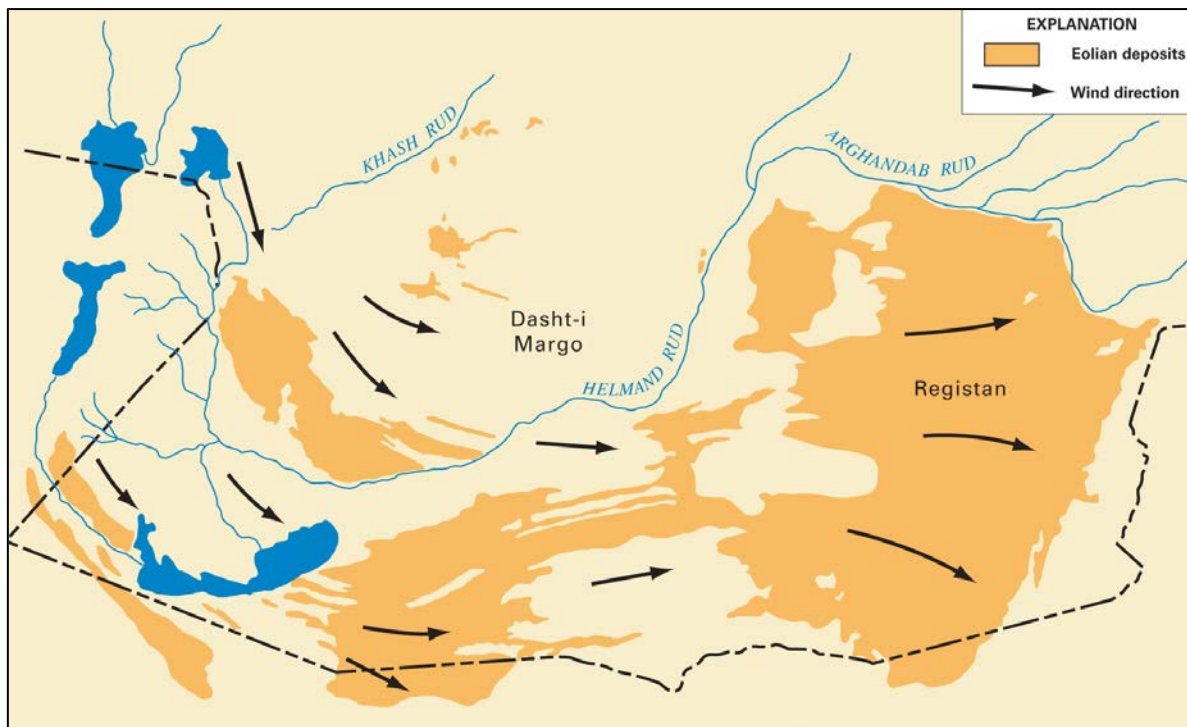 EXPLANATION
Eolian deposits
Wind direction
KHASH RUD
ARGHANDAB RUD
Dasht-i
Margo
HELMAND RUD
Registan